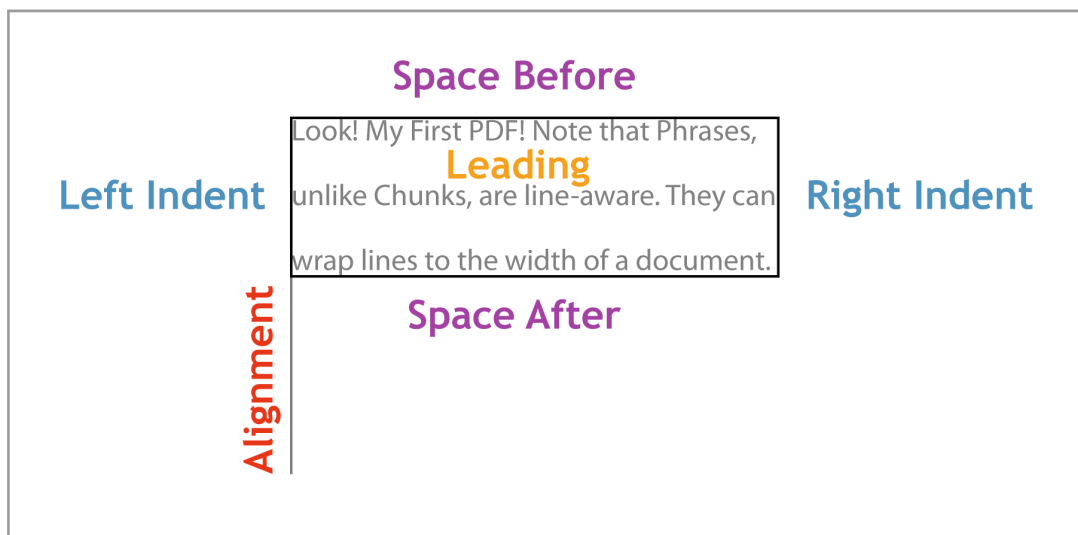 Space Before
Look! My First PDF! Note that Phrases,
Leading
Left Indent
unlike Chunks, are line-aware. They can
Right Indent
wrap lines to the width of a document.
Space After
Alignment